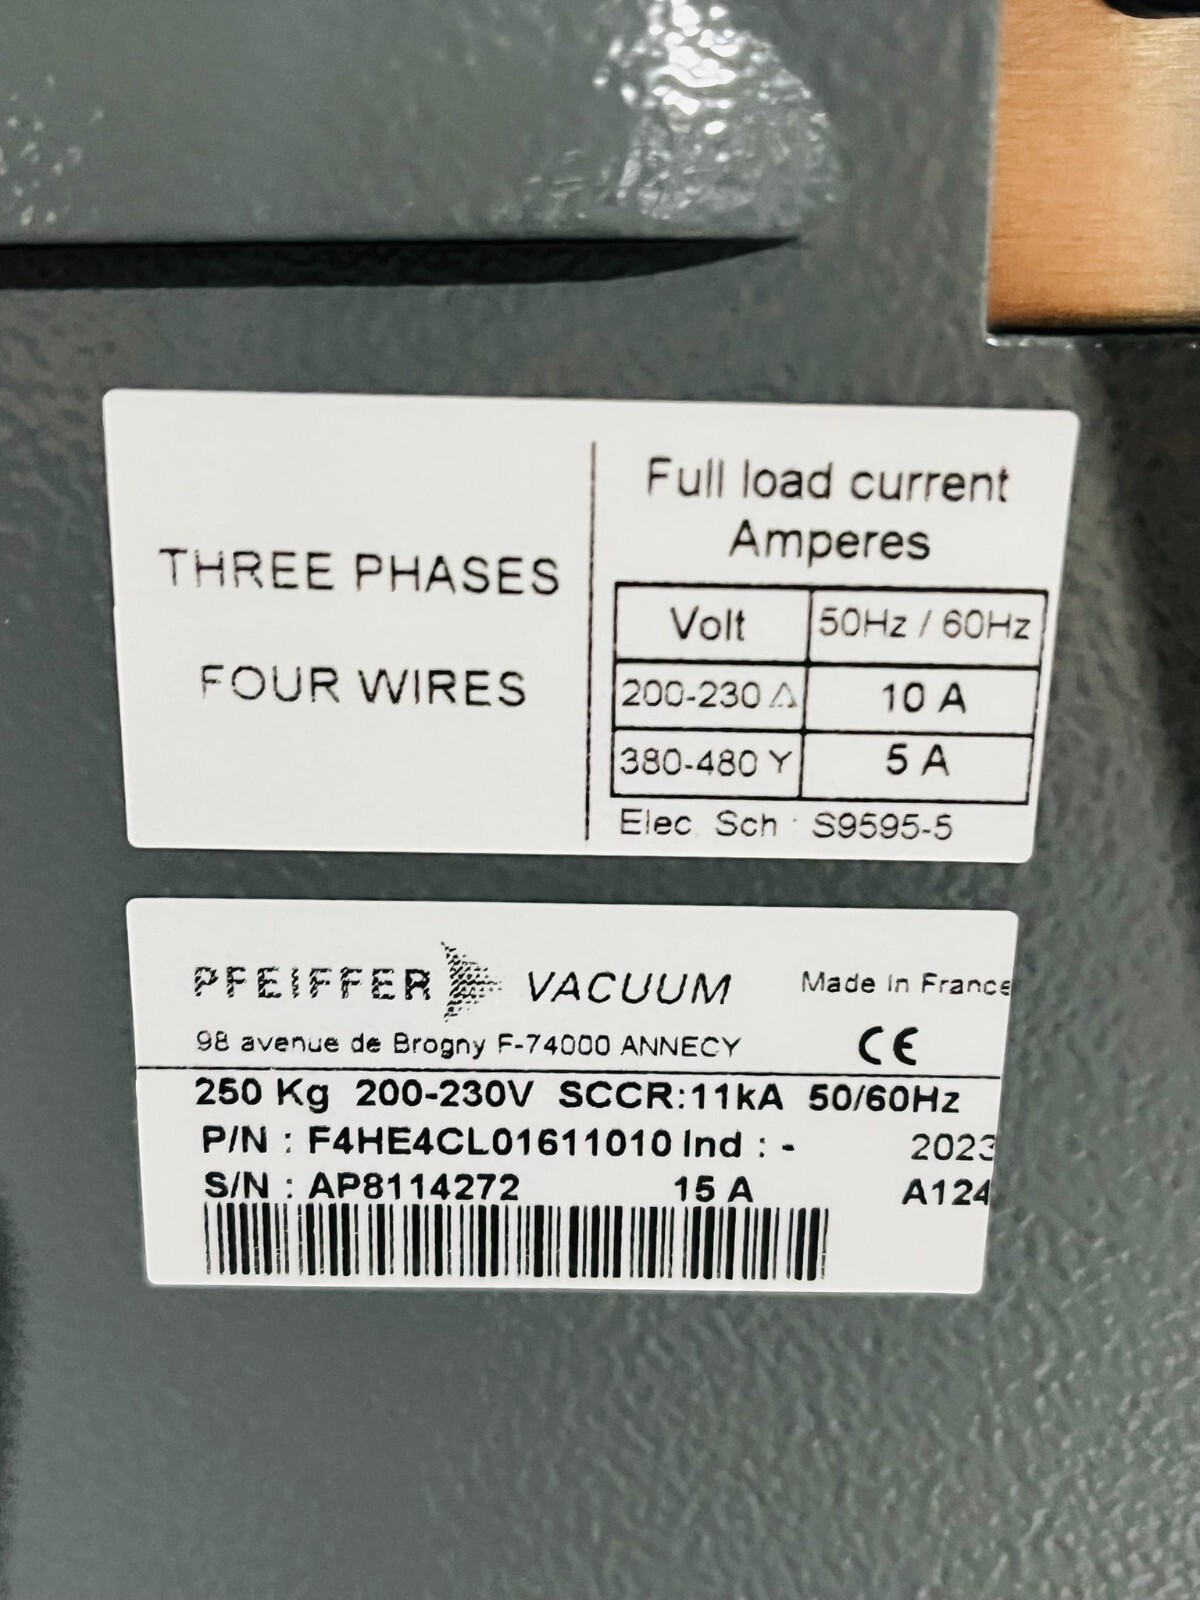 THREE PHASES
FOUR WIRES
Full load current
Amperes
Volt 50Hz / 60Hz
200-230 Δ 10 A
380-480 Y 5 A
Elec. Sch : S9595-5
PFEIFFER VACUUM Made in France
98 avenue de Brogny F-74000 ANNECY CE
250 Kg 200-230V SCCR:11kA 50/60Hz
P/N : F4HE4CL01611010 Ind : - 2023
S/N : AP8114272 15 A A124